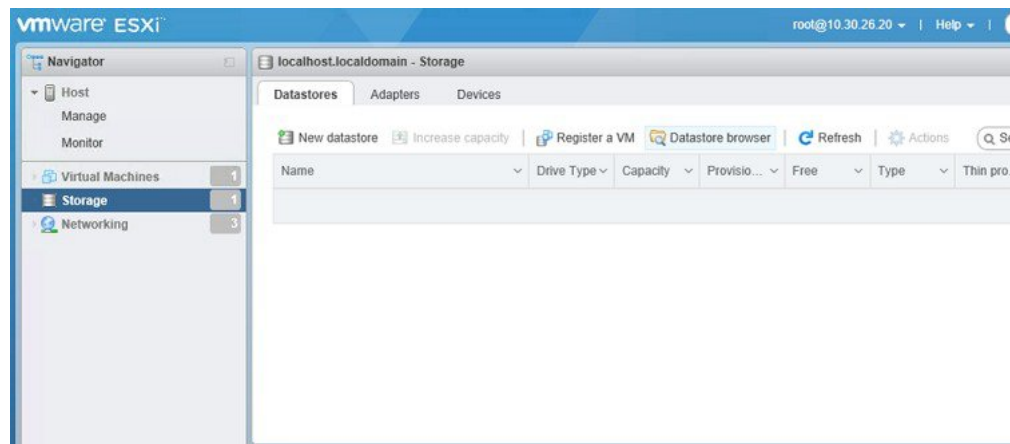 vmware ESXi
root@10.30.26.20 | Help |
Navigator
Host
Manage
Monitor
Virtual Machines 1
Storage 1
Networking 3
localhost.localdomain - Storage
Datastores Adapters Devices
New datastore Increase capacity | Register a VM Datastore browser | Refresh | Actions
Name Drive Type Capacity Provisio... Free Type Thin pro